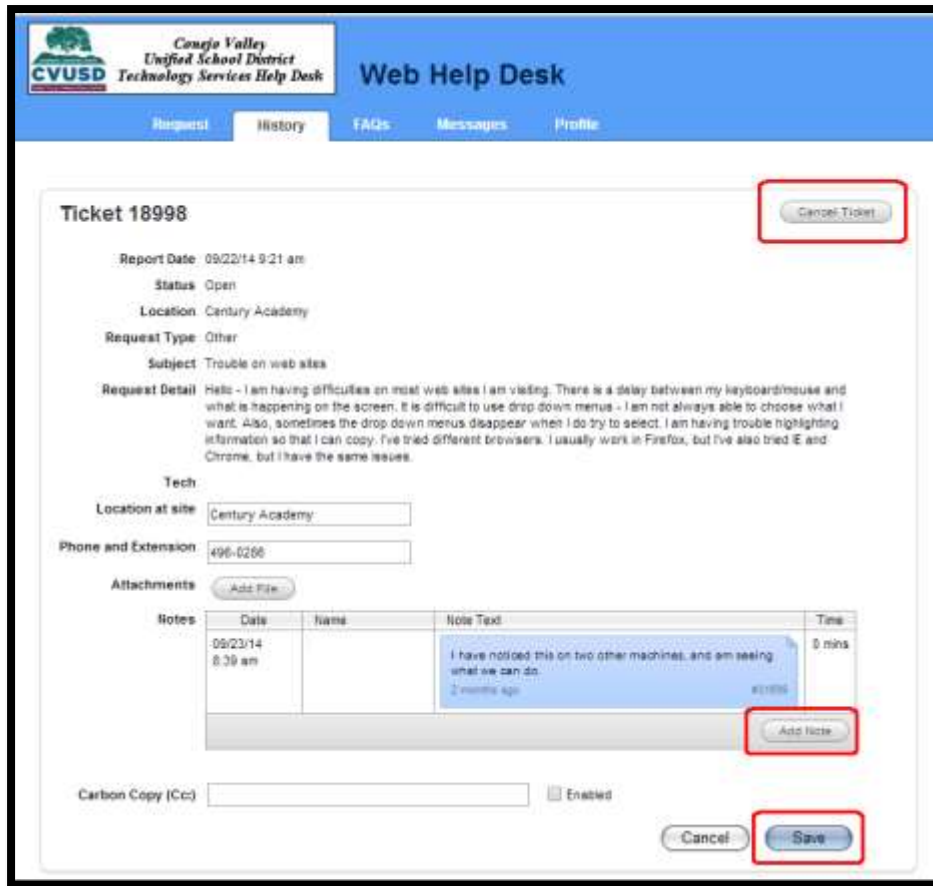 Conejo Valley
Unified School District
CVUSD Technology Services Help Desk
Web Help Desk
Request History FAQs Messages Profile
Ticket 18998
Cancel Ticket
Report Date 09/22/14 9:21 am
Status Open
Location Century Academy
Request Type Other
Subject Trouble on web sites
Request Detail Hello - I am having difficulties on most web sites I am visiting. There is a delay between my keyboard/mouse and
what is happening on the screen. It is difficult to use drop down menus - I am not always able to choose what I
want. Also, sometimes the drop down menus disappear when I do try to select. I am having trouble highlighting
information so that I can copy. I've tried different browsers. I usually work in Firefox, but I've also tried IE and
Chrome, but I have the same issues.
Tech
Location at site Century Academy
Phone and Extension 496-0286
Attachments Add File
Notes Date Name Note Text Time
09/23/14
8:39 am
I have noticed this on two other machines, and am seeing
what we can do.
0 mins
2 months ago
Add Note
Carbon Copy (Cc:) Enabled
Cancel Save